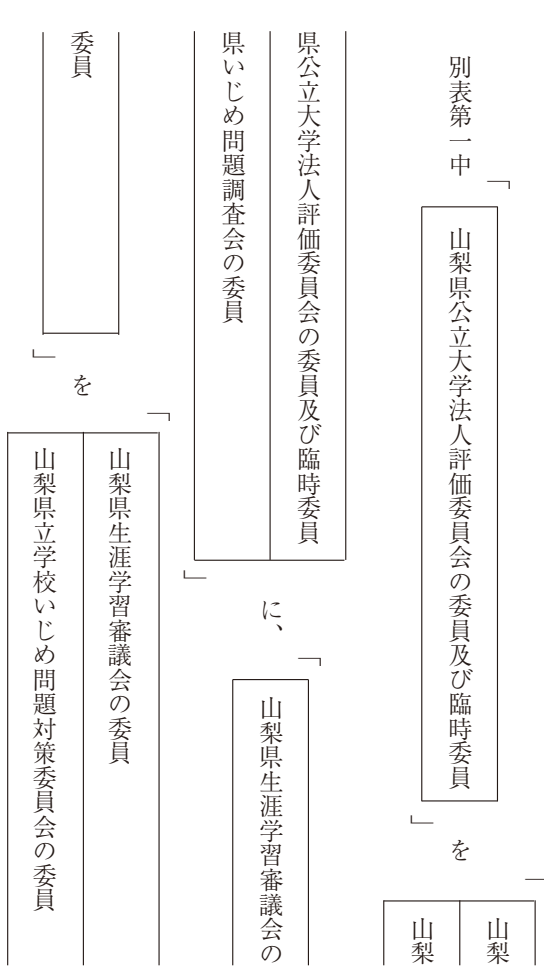 別表第一中「
山梨県公立大学法人評価委員会の委員及び臨時委員
」を「
山梨
山梨
県公立大学法人評価委員会の委員及び臨時委員
県いじめ問題調査会の委員
」に、「
山梨県生涯学習審議会の
委員
」を「
山梨県生涯学習審議会の委員
山梨県立学校いじめ問題対策委員会の委員